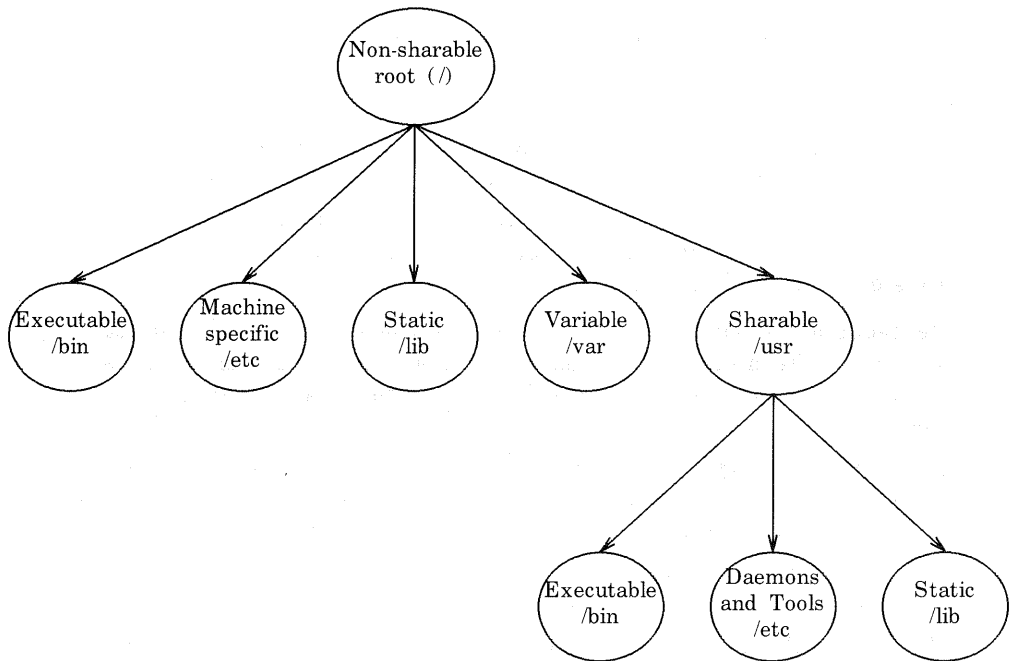 Non-sharable
root (/)
Executable
/bin
Machine
specific
/etc
Static
/lib
Variable
/var
Sharable
/usr
Executable
/bin
Daemons
and Tools
/etc
Static
/lib